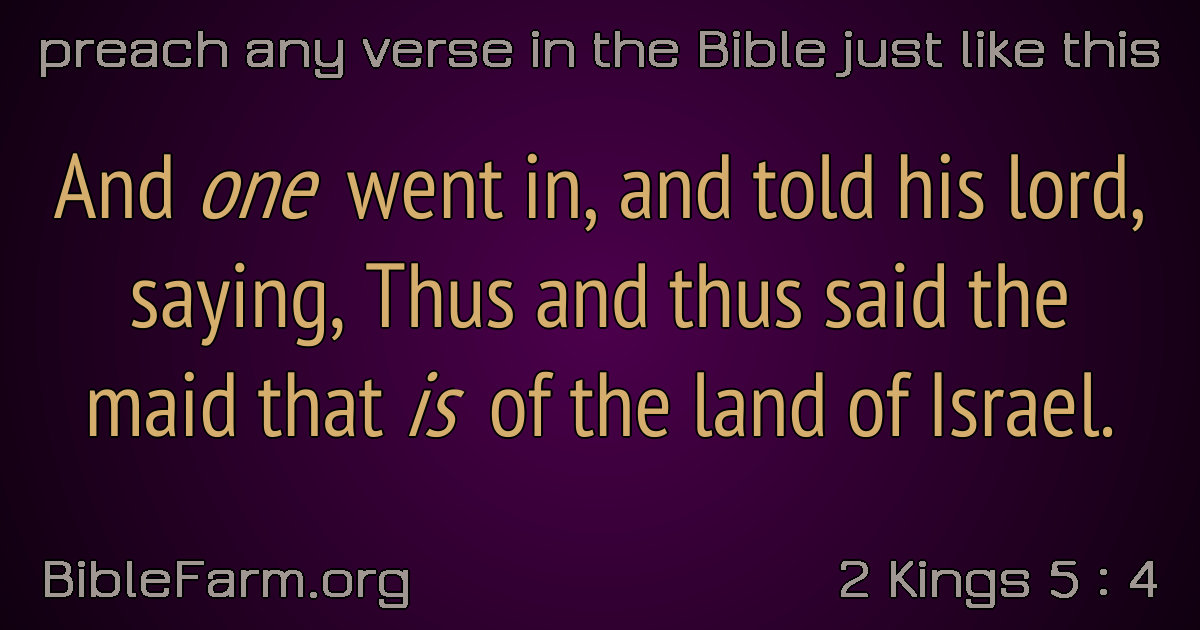 preach any verse in the Bible just like this
And one went in, and told his lord,
saying, Thus and thus said the
maid that is of the land of Israel.
BibleFarm.org
2 Kings 5 : 4